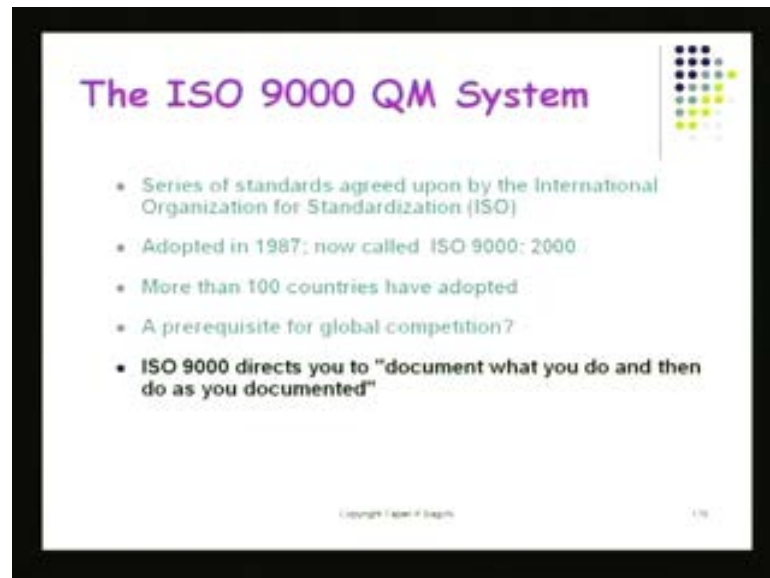 The ISO 9000 QM System
• Series of standards agreed upon by the International
Organization for Standardization (ISO)
• Adopted in 1987; now called ISO 9000: 2000
• More than 100 countries have adopted
• A prerequisite for global competition?
• ISO 9000 directs you to "document what you do and then
do as you documented"
Copyright